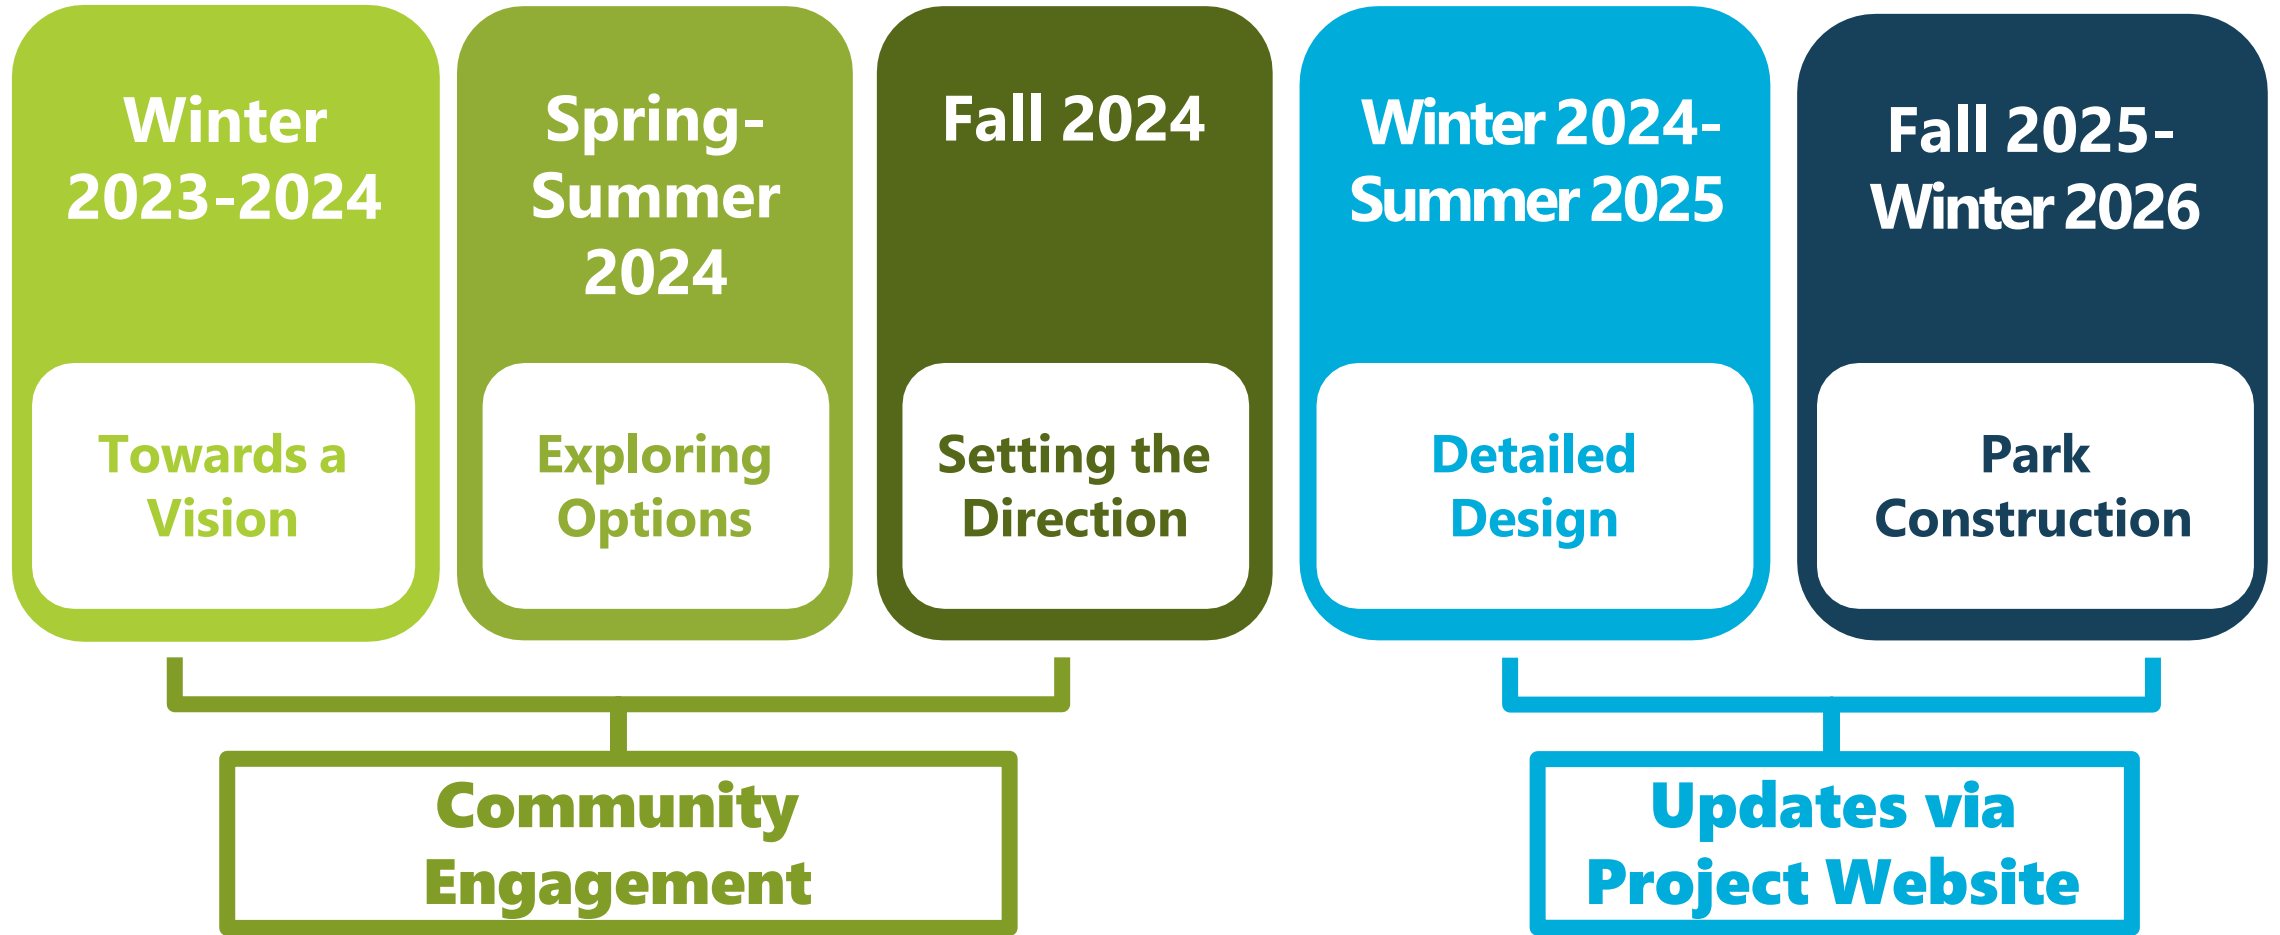 Winter
2023-2024
Towards a
Vision
Spring-
Summer
2024
Exploring
Options
Fall 2024
Setting the
Direction
Winter 2024-
Summer 2025
Detailed
Design
Fall 2025-
Winter 2026
Park
Construction
Community
Engagement
Updates via
Project Website